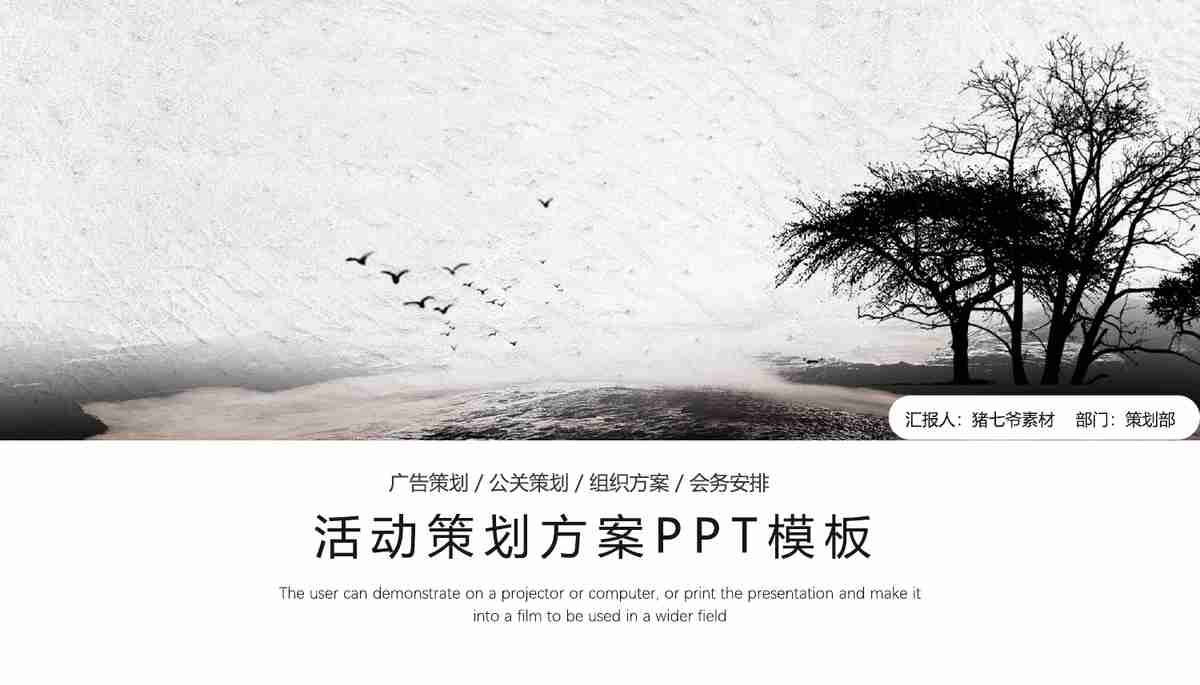 汇报人：猪七爷素材 部门：策划部
广告策划 / 公关策划 / 组织方案 / 会务安排
活动策划方案PPT模板
The user can demonstrate on a projector or computer, or print the presentation and make it
into a film to be used in a wider field